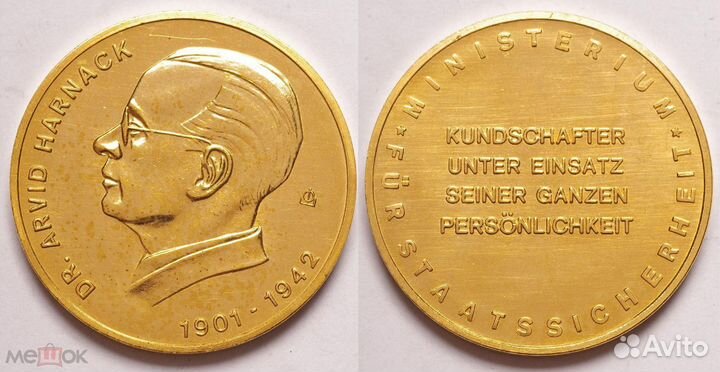 DR. ARVID HARNACK
1901 - 1942
MINISTERIUM
FÜR STAATSSICHERHEIT
KUNDSCHAFTER
UNTER EINSATZ
SEINER GANZEN
PERSÖNLICHKEIT
мешок
Avito